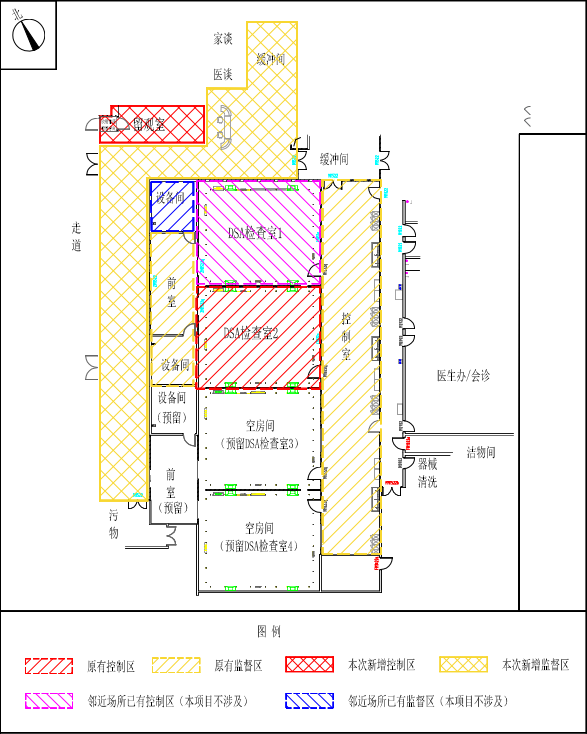 北
家谈
缓冲间
医谈
留观室
缓冲间
设备间
DSA检查室1
走道
前室
控制室
DSA检查室2
设备间
医生办/会诊
设备间
（预留）
空房间
（预留DSA检查室3）
洁物间
器械
清洗
前室
（预留）
污物
空房间
（预留DSA检查室4）
图 例
原有控制区
原有监督区
本次新增控制区
本次新增监督区
邻近场所已有控制区（本项目不涉及）
邻近场所已有监督区（本项目不涉及）